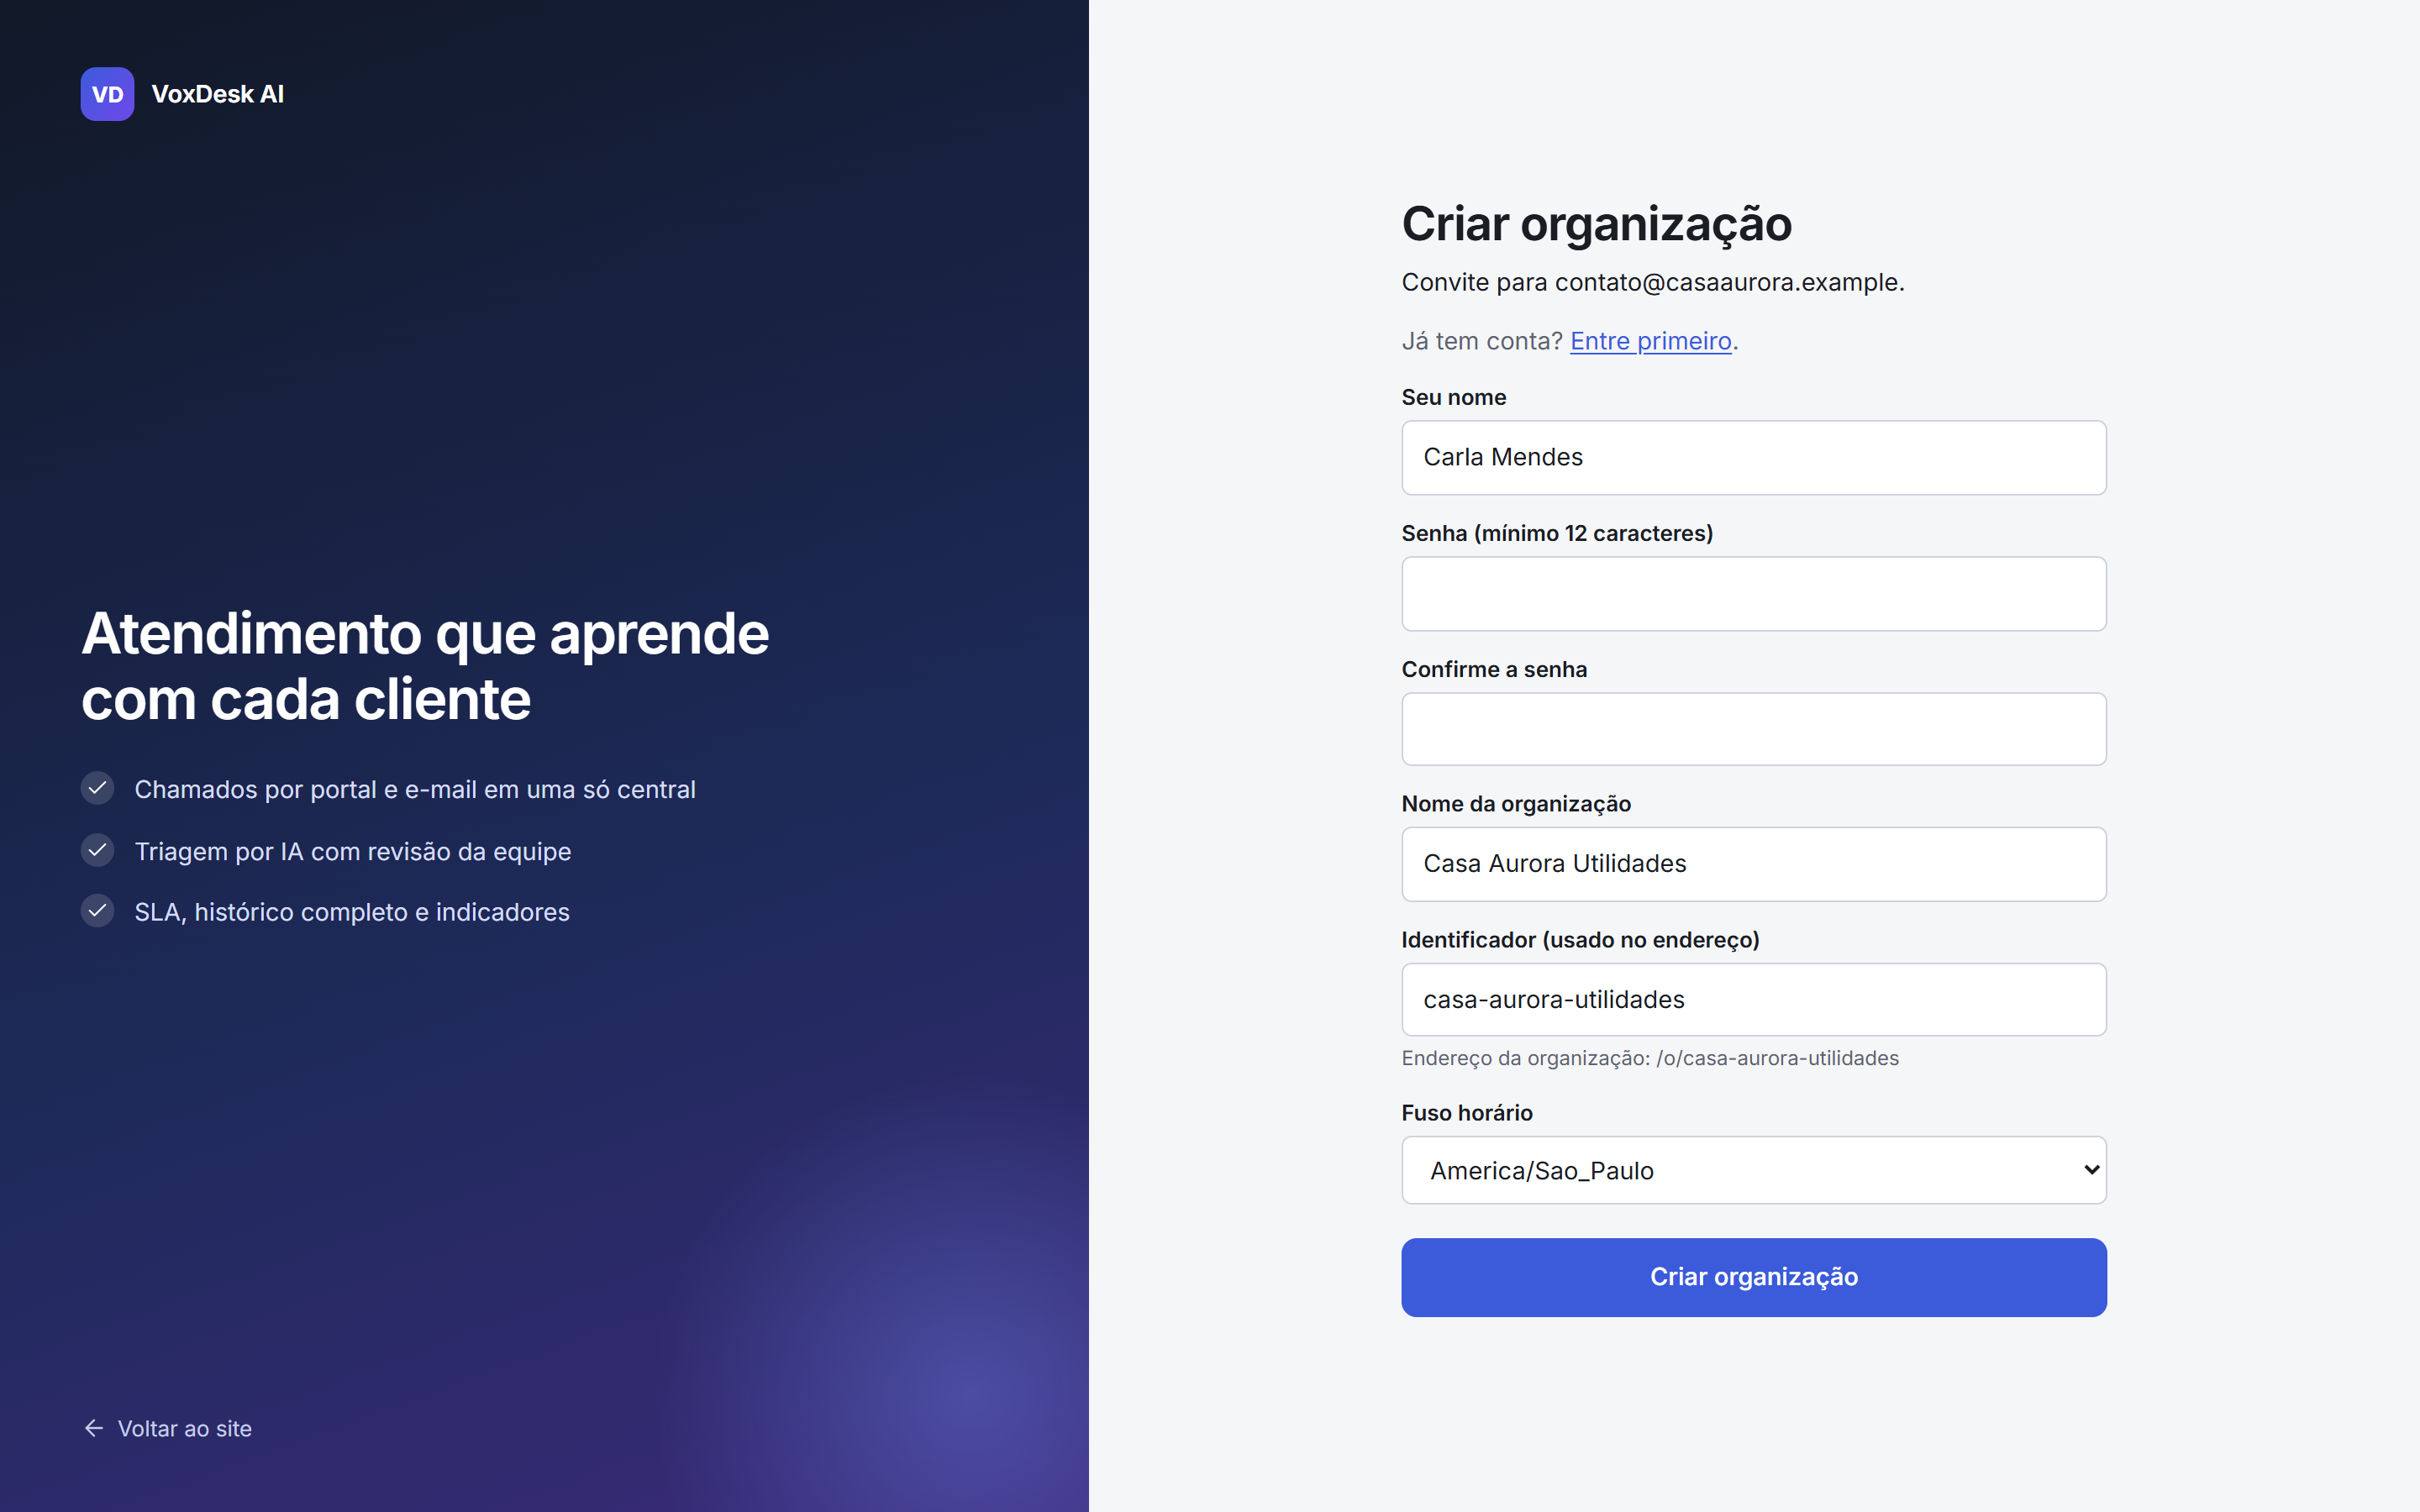 VD
VoxDesk AI
Atendimento que aprende
com cada cliente
Chamados por portal e e-mail em uma só central
Triagem por IA com revisão da equipe
SLA, histórico completo e indicadores
Voltar ao site
Criar organização
Convite para contato@casaaurora.example.
Já tem conta? Entre primeiro.
Seu nome
Carla Mendes
Senha (mínimo 12 caracteres)
Confirme a senha
Nome da organização
Casa Aurora Utilidades
Identificador (usado no endereço)
casa-aurora-utilidades
Endereço da organização: /o/casa-aurora-utilidades
Fuso horário
America/Sao_Paulo
Criar organização